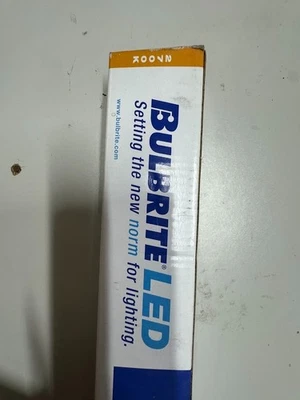 2700K
BULBRITE® LED
Setting the new norm for lighting.
www.bulbrite.com